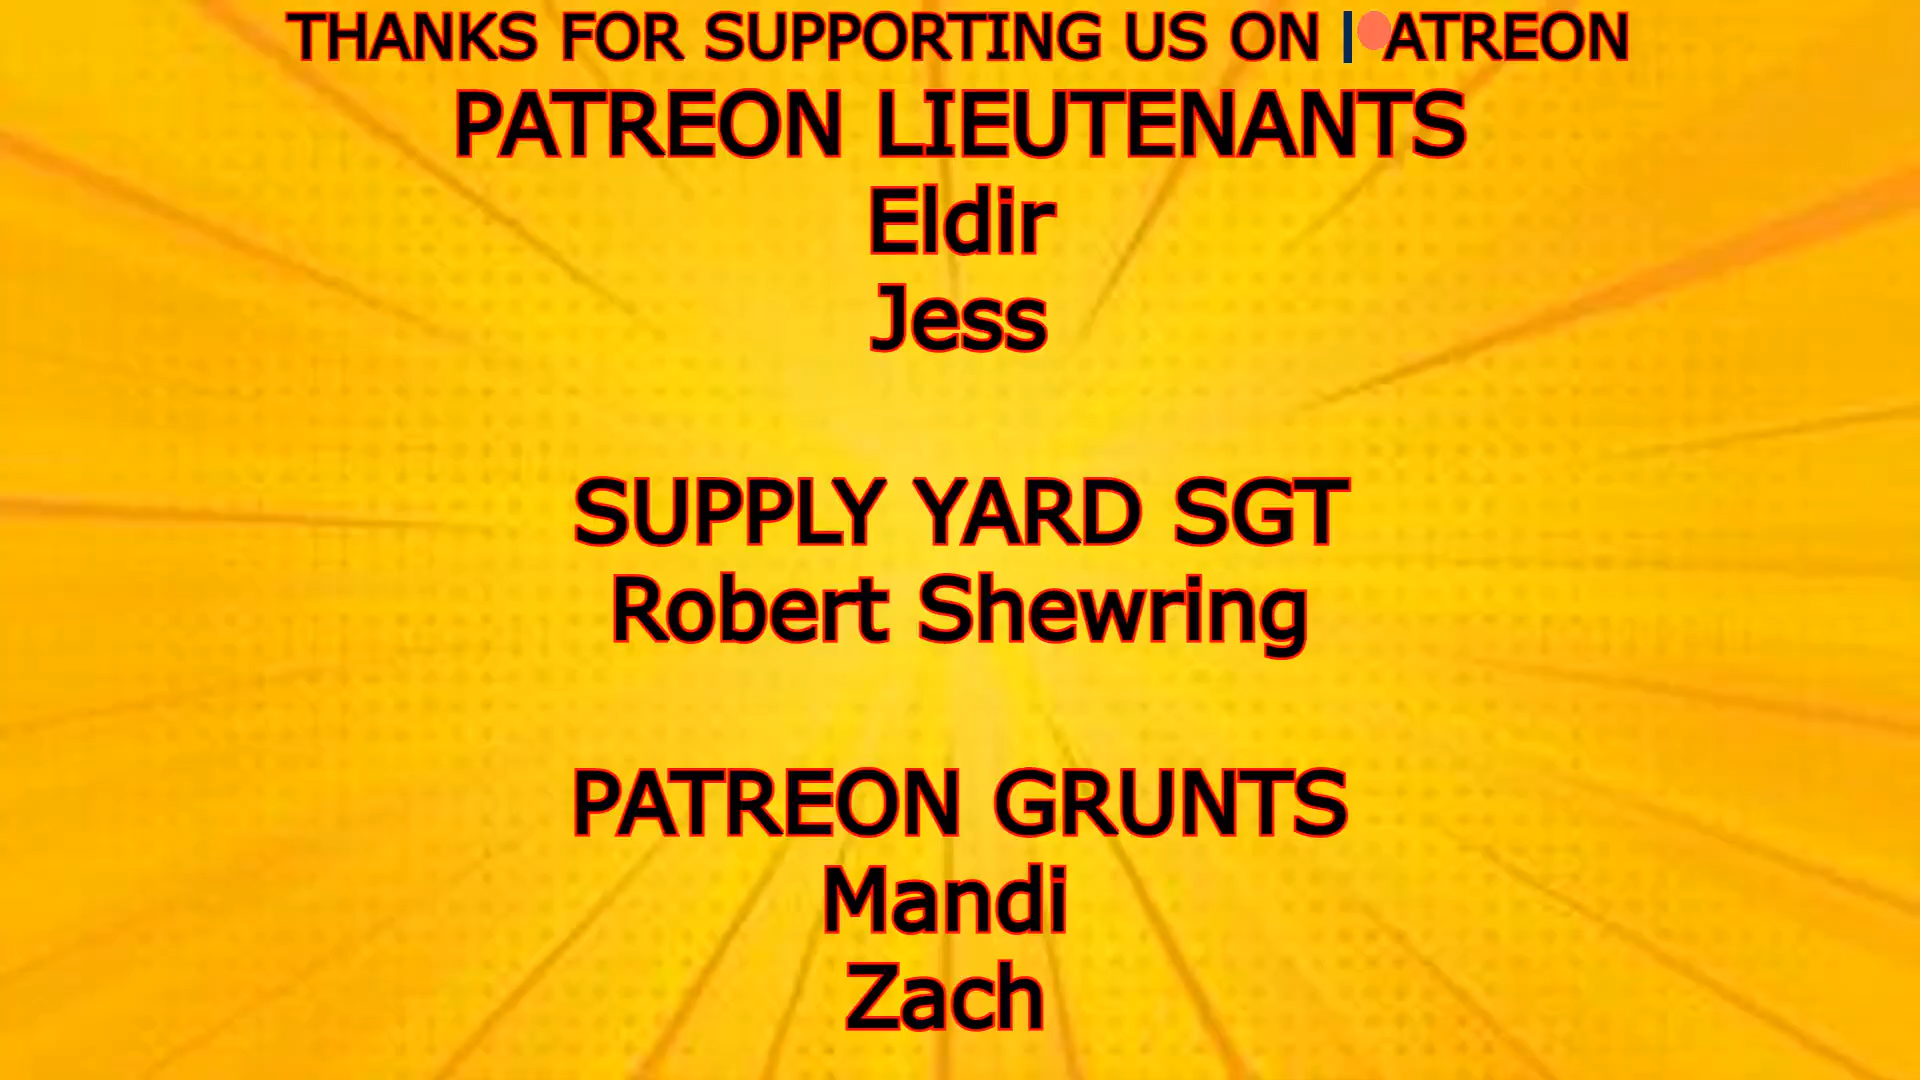 THANKS FOR SUPPORTING US ON PATREON
PATREON LIEUTENANTS
Eldir
Jess
SUPPLY YARD SGT
Robert Shewring
PATREON GRUNTS
Mandi
Zach